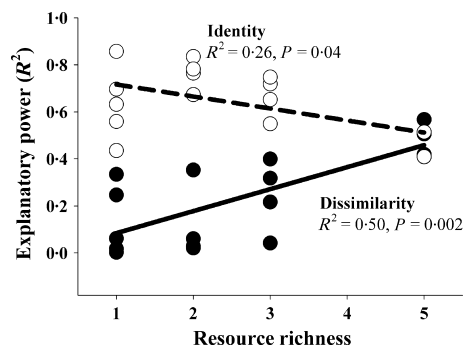 1·0
0·8
0·6
0·4
0·2
0·0
Explanatory power (R²)
Identity
R² = 0·26, P = 0·04
Dissimilarity
R² = 0·50, P = 0·002
1 2 3 4 5
Resource richness